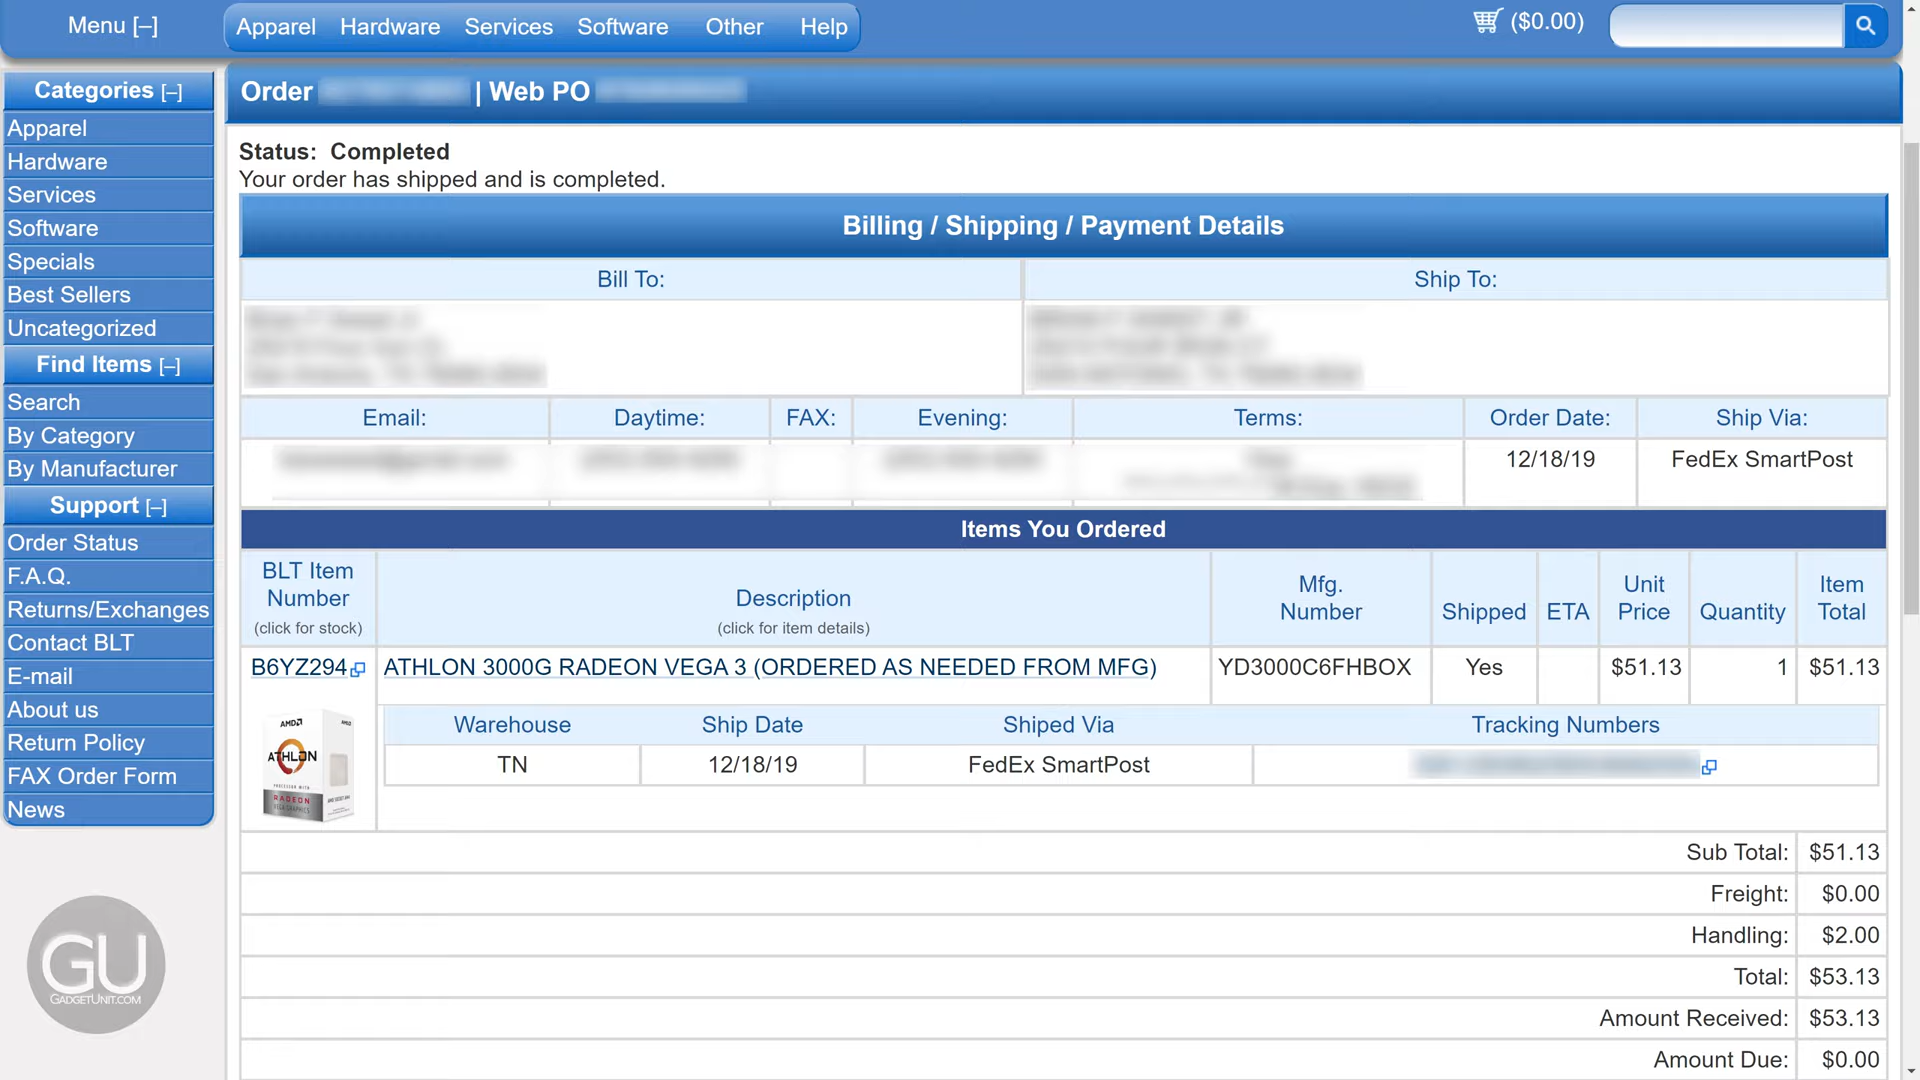 Menu [–]
Apparel Hardware Services Software Other Help
($0.00)
Categories [–]
Apparel
Hardware
Services
Software
Specials
Best Sellers
Uncategorized
Find Items [–]
Search
By Category
By Manufacturer
Support [–]
Order Status
F.A.Q.
Returns/Exchanges
Contact BLT
E-mail
About us
Return Policy
FAX Order Form
News
GU
GADGETUNIT.COM
Order | Web PO
Status: Completed
Your order has shipped and is completed.
Billing / Shipping / Payment Details
Bill To: Ship To:
Email: Daytime: FAX: Evening: Terms: Order Date: Ship Via:
12/18/19 FedEx SmartPost
Items You Ordered
BLT Item Number (click for stock) Description (click for item details) Mfg. Number Shipped ETA Unit Price Quantity Item Total
B6YZ294 ATHLON 3000G RADEON VEGA 3 (ORDERED AS NEEDED FROM MFG) YD3000C6FHBOX Yes $51.13 1 $51.13
AMD AMD
ATHLON
PROCESSOR WITH
RADEON
VEGA GRAPHICS
Warehouse Ship Date Shiped Via Tracking Numbers
TN 12/18/19 FedEx SmartPost
Sub Total: $51.13
Freight: $0.00
Handling: $2.00
Total: $53.13
Amount Received: $53.13
Amount Due: $0.00